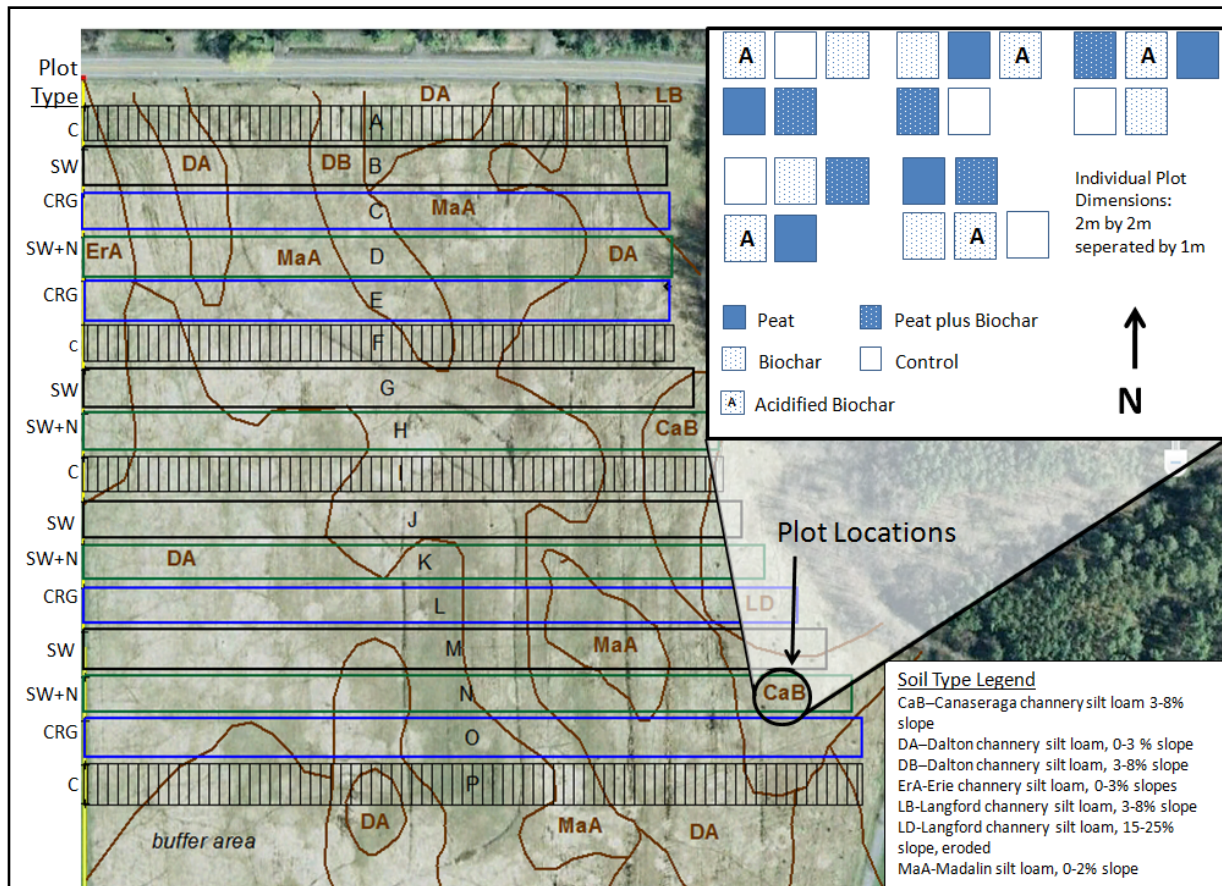 Plot
Type
C
SW
CRG
SW+N
CRG
C
SW
SW+N
C
SW
SW+N
CRG
SW
SW+N
CRG
C
A
B
C
D
E
F
G
H
I
J
K
L
M
N
O
P
DA
LB
DA
DB
MaA
ErA
MaA
DA
CaB
DA
LD
MaA
CaB
DA
MaA
DA
buffer area
Plot Locations
A
A
A
A
A
Individual Plot
Dimensions:
2m by 2m
seperated by 1m
Peat
Peat plus Biochar
Biochar
Control
A Acidified Biochar
N
Soil Type Legend
CaB–Canaseraga channery silt loam 3-8%
slope
DA–Dalton channery silt loam, 0-3 % slope
DB–Dalton channery silt loam, 3-8% slope
ErA-Erie channery silt loam, 0-3% slopes
LB-Langford channery silt loam, 3-8% slope
LD-Langford channery silt loam, 15-25%
slope, eroded
MaA-Madalin silt loam, 0-2% slope